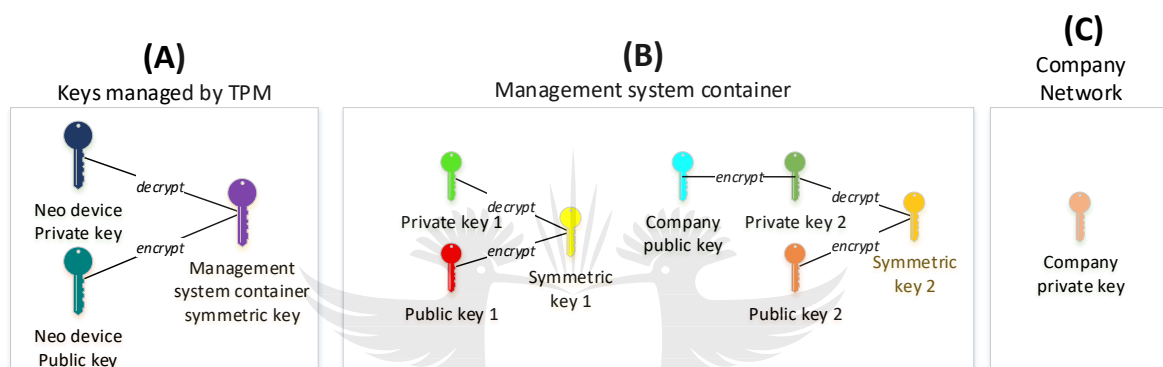 (A)
Keys managed by TPM
decrypt
encrypt
Neo device
Private key
Neo device
Public key
Management
system container
symmetric key
(B)
Management system container
decrypt
encrypt
Private key 1
Public key 1
Symmetric
key 1
encrypt
Company
public key
Private key 2
decrypt
encrypt
Public key 2
Symmetric
key 2
(C)
Company
Network
Company
private key